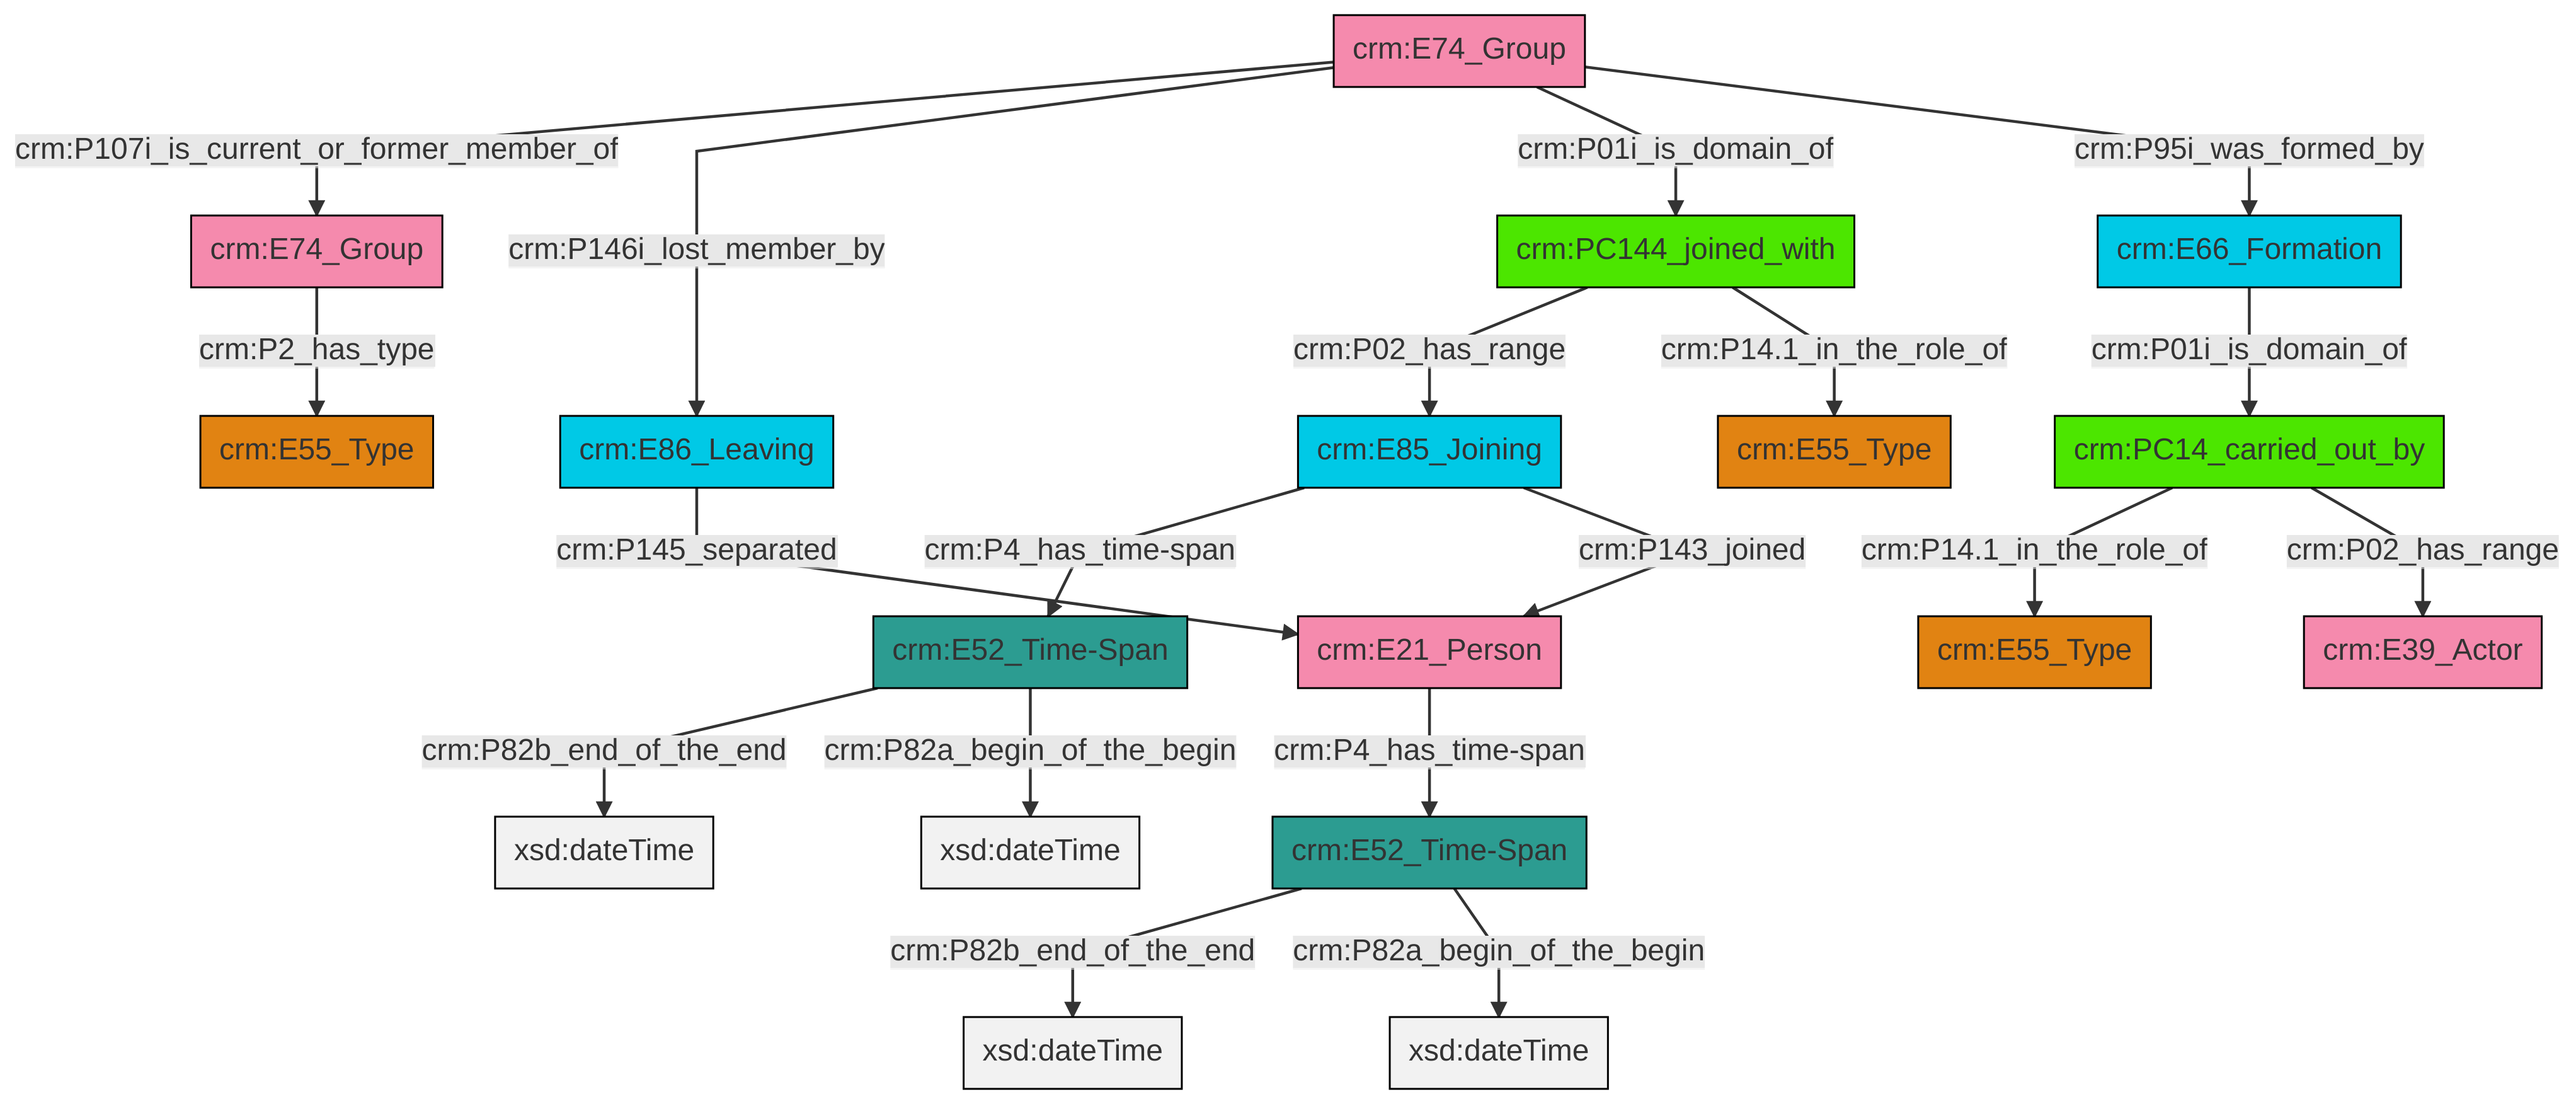 crm:E74_Group
crm:P107i_is_current_or_former_member_of
crm:P01i_is_domain_of
crm:P95i_was_formed_by
crm:E74_Group
crm:P146i_lost_member_by
crm:PC144_joined_with
crm:E66_Formation
crm:P2_has_type
crm:P02_has_range
crm:P14.1_in_the_role_of
crm:P01i_is_domain_of
crm:E55_Type
crm:E86_Leaving
crm:E85_Joining
crm:E55_Type
crm:PC14_carried_out_by
crm:P145_separated
crm:P4_has_time-span
crm:P143_joined
crm:P14.1_in_the_role_of
crm:P02_has_range
crm:E52_Time-Span
crm:E21_Person
crm:E55_Type
crm:E39_Actor
crm:P82b_end_of_the_end
crm:P82a_begin_of_the_begin
crm:P4_has_time-span
xsd:dateTime
xsd:dateTime
crm:E52_Time-Span
crm:P82b_end_of_the_end
crm:P82a_begin_of_the_begin
xsd:dateTime
xsd:dateTime